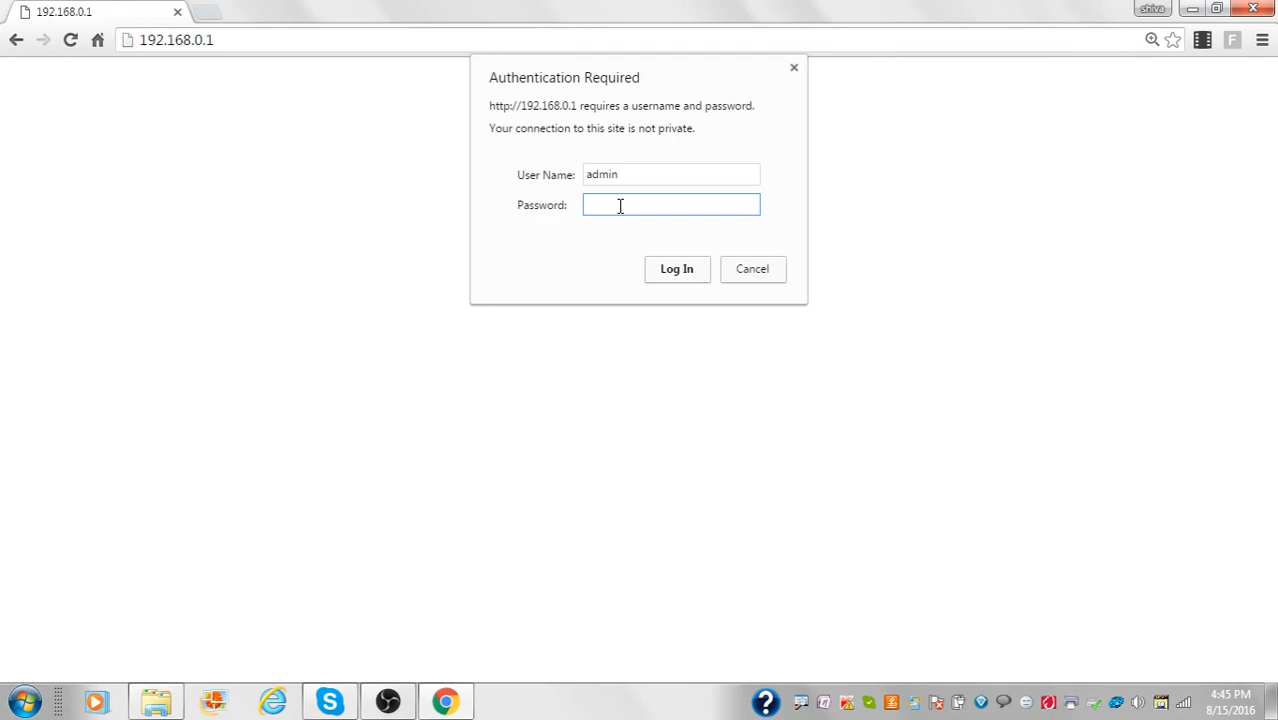 192.168.0.1
shiva
192.168.0.1
F
Authentication Required
http://192.168.0.1 requires a username and password.
Your connection to this site is not private.
User Name: admin
Password:
Log In
Cancel
4:45 PM
8/15/2016